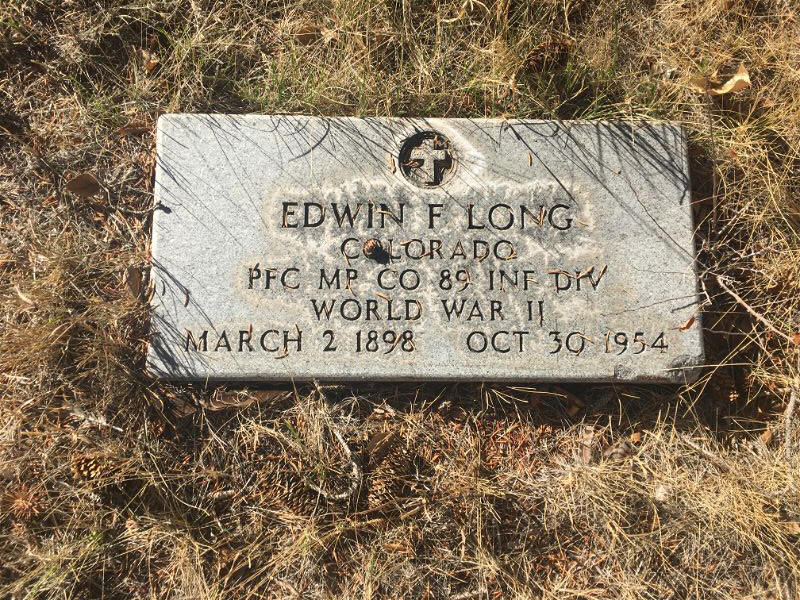 EDWIN F LONG
COLORADO
PFC MP CO 89 INF DIV
WORLD WAR II
MARCH 2 1898 OCT 30 1954